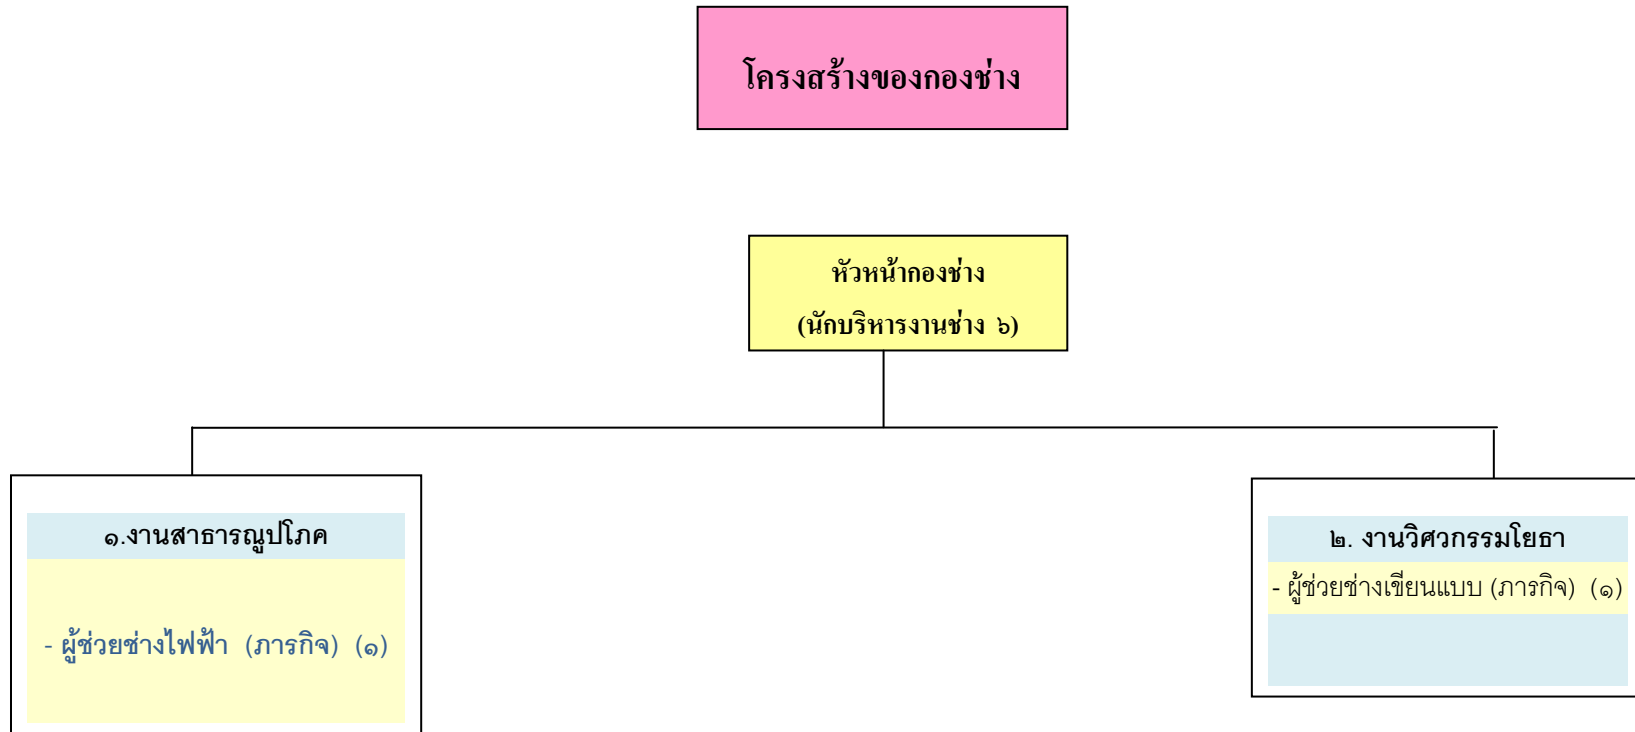 โครงสร้างของกองช่าง
หัวหน้ากองช่าง
(นักบริหารงานช่าง ๖)
๑.งานสาธารณูปโภค
- ผู้ช่วยช่างไฟฟ้า (ภารกิจ) (๑)
๒. งานวิศวกรรมโยธา
- ผู้ช่วยช่างเขียนแบบ (ภารกิจ) (๑)